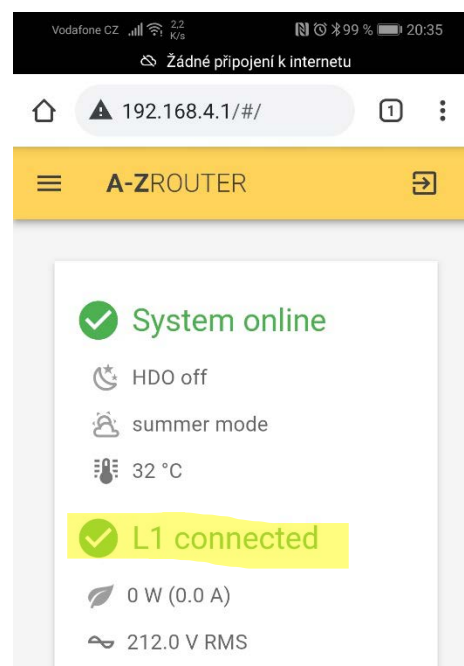 Vodafone CZ 2,2 K/s 99 % 20:35
Žádné připojení k internetu
192.168.4.1/#/ 1
A-ZROUTER
System online
HDO off
summer mode
32 °C
L1 connected
0 W (0.0 A)
212.0 V RMS